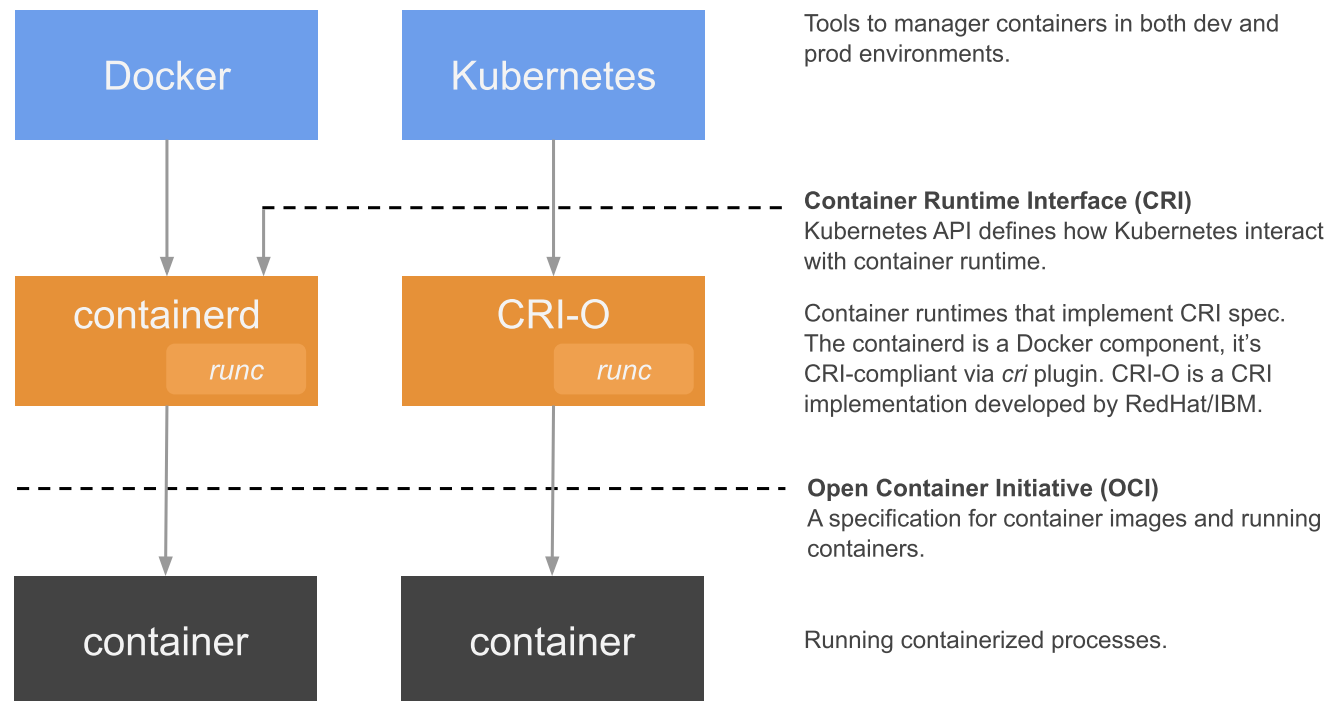 Docker
Kubernetes
Tools to manager containers in both dev and
prod environments.
Container Runtime Interface (CRI)
Kubernetes API defines how Kubernetes interact
with container runtime.
containerd
runc
CRI-O
runc
Container runtimes that implement CRI spec.
The containerd is a Docker component, it’s
CRI-compliant via cri plugin. CRI-O is a CRI
implementation developed by RedHat/IBM.
Open Container Initiative (OCI)
A specification for container images and running
containers.
container
container
Running containerized processes.